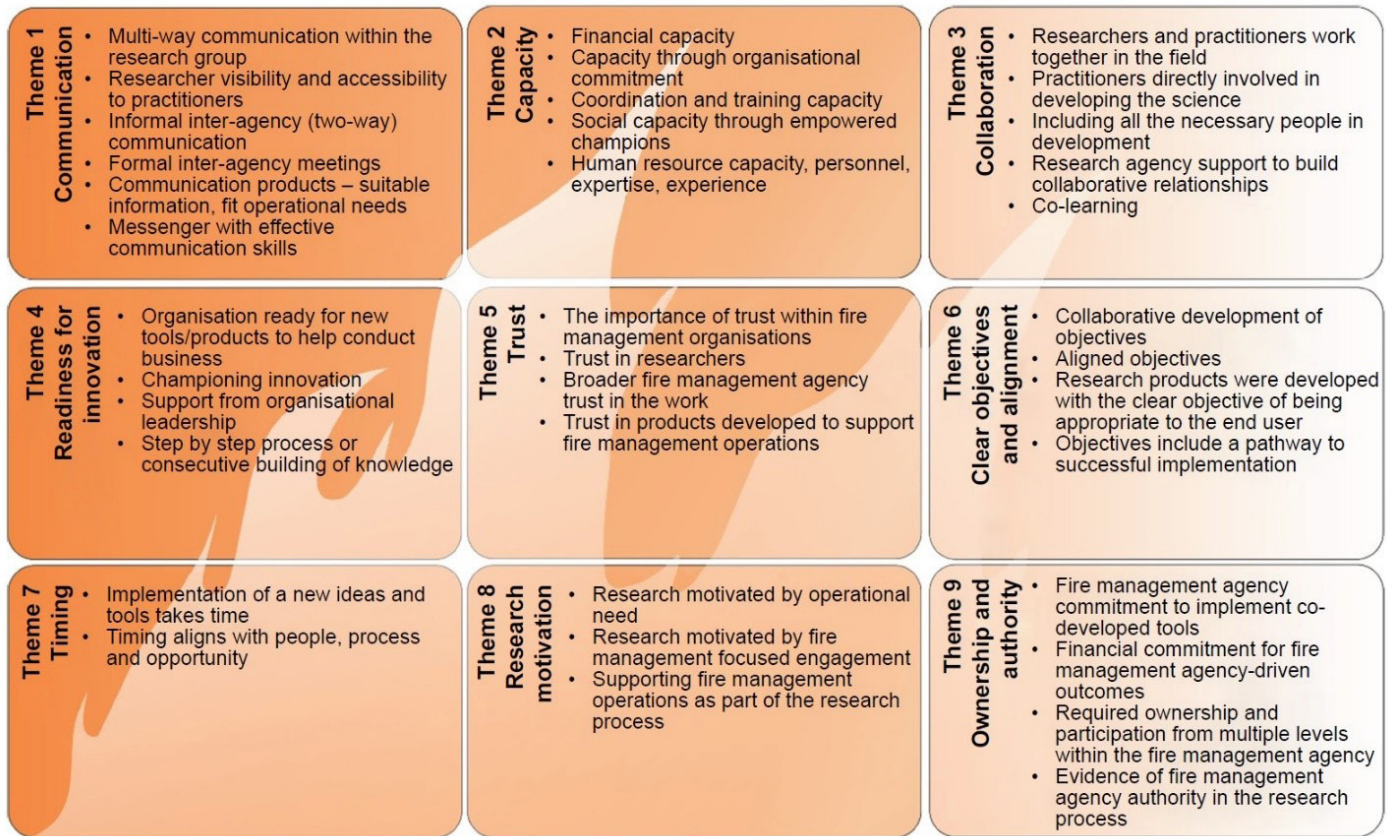 Theme 1
Communication
• Multi-way communication within the
research group
• Researcher visibility and accessibility
to practitioners
• Informal inter-agency (two-way)
communication
• Formal inter-agency meetings
• Communication products – suitable
information, fit operational needs
• Messenger with effective
communication skills
Theme 2
Capacity
• Financial capacity
• Capacity through organisational
commitment
• Coordination and training capacity
• Social capacity through empowered
champions
• Human resource capacity, personnel,
expertise, experience
Theme 3
Collaboration
• Researchers and practitioners work
together in the field
• Practitioners directly involved in
developing the science
• Including all the necessary people in
development
• Research agency support to build
collaborative relationships
• Co-learning
Theme 4
Readiness for
innovation
• Organisation ready for new
tools/products to help conduct
business
• Championing innovation
• Support from organisational
leadership
• Step by step process or
consecutive building of knowledge
Theme 5
Trust
• The importance of trust within fire
management organisations
• Trust in researchers
• Broader fire management agency
trust in the work
• Trust in products developed to support
fire management operations
Theme 6
Clear objectives
and alignment
• Collaborative development of
objectives
• Aligned objectives
• Research products were developed
with the clear objective of being
appropriate to the end user
• Objectives include a pathway to
successful implementation
Theme 7
Timing
• Implementation of a new ideas and
tools takes time
• Timing aligns with people, process
and opportunity
Theme 8
Research
motivation
• Research motivated by operational
need
• Research motivated by fire
management focused engagement
• Supporting fire management
operations as part of the research
process
Theme 9
Ownership and
authority
• Fire management agency
commitment to implement co-
developed tools
• Financial commitment for fire
management agency-driven
outcomes
• Required ownership and
participation from multiple levels
within the fire management agency
• Evidence of fire management
agency authority in the research
process